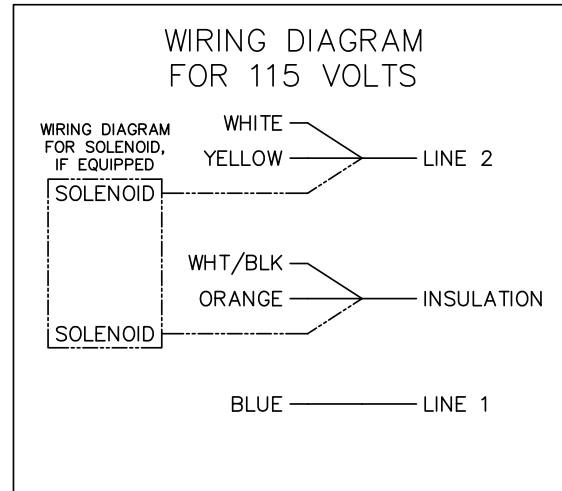 WIRING DIAGRAM
FOR 115 VOLTS
WIRING DIAGRAM
FOR SOLENOID,
IF EQUIPPED
WHITE
YELLOW
LINE 2
SOLENOID
WHT/BLK
ORANGE
INSULATION
SOLENOID
BLUE
LINE 1